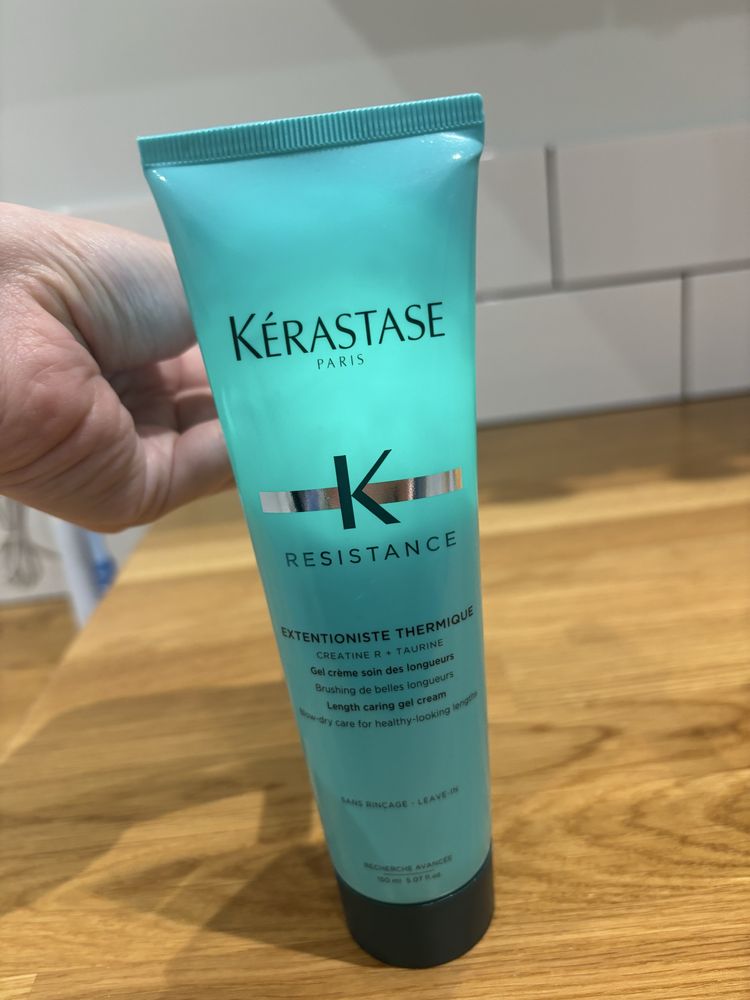 KÉRASTASE
PARIS
K
RESISTANCE
EXTENTIONISTE THERMIQUE
CREATINE R + TAURINE
Gel crème soin des longueurs
Brushing de belles longueurs
Length caring gel cream
Blow-dry care for healthy-looking lengths
SANS RINÇAGE - LEAVE-IN
RECHERCHE AVANCÉE
150 ml 5.07 fl.oz